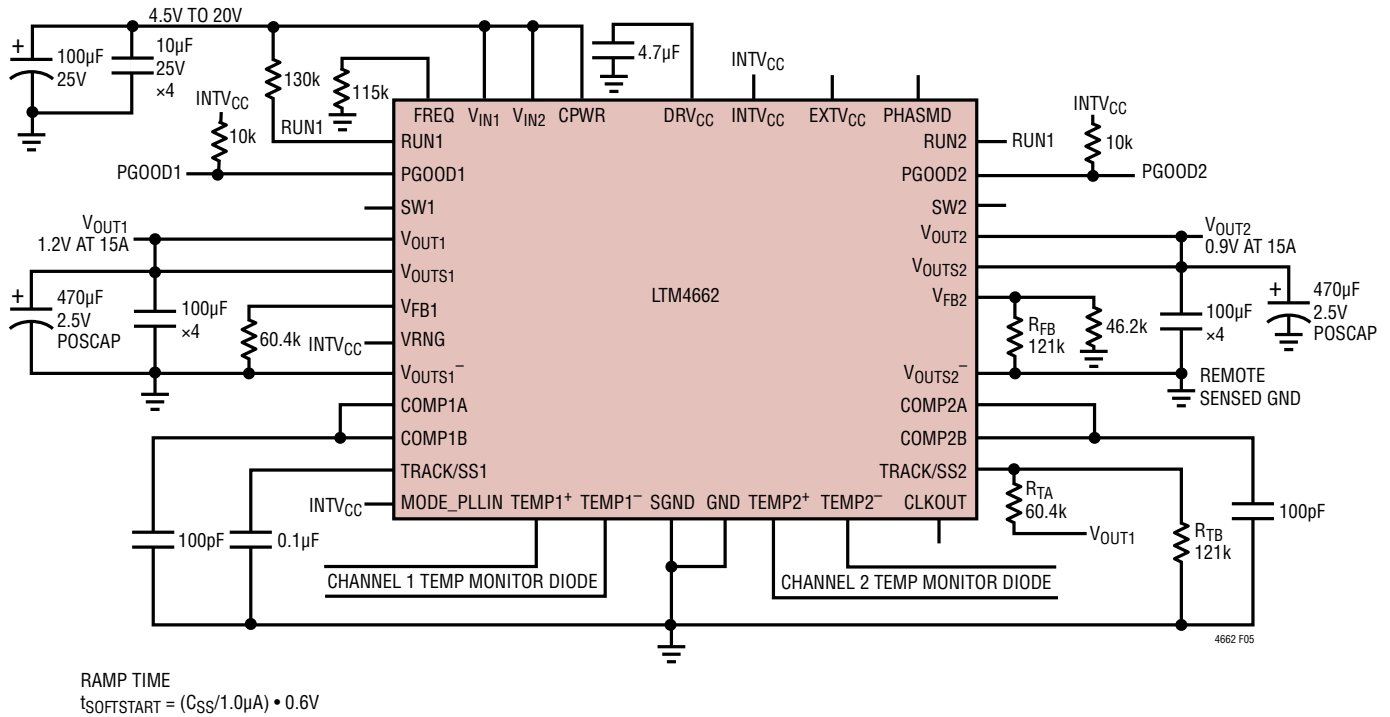 4.5V TO 20V
+
100µF
25V
10µF
25V
×4
130k
115k
4.7µF
INTVCC
INTVCC
10k
RUN1
PGOOD1
INTVCC
10k
PGOOD2
RUN1
FREQ VIN1 VIN2 CPWR DRVCC INTVCC EXTVCC PHASMD
RUN1
PGOOD1
SW1
VOUT1
VOUTS1
VFB1
VRNG
VOUTS1–
COMP1A
COMP1B
TRACK/SS1
MODE_PLLIN TEMP1+ TEMP1– SGND GND TEMP2+ TEMP2– CLKOUT
LTM4662
RUN2
PGOOD2
SW2
VOUT2
VOUTS2
VFB2
VOUTS2–
COMP2A
COMP2B
TRACK/SS2
VOUT1
1.2V AT 15A
+
470µF
2.5V
POSCAP
100µF
×4
60.4k
INTVCC
INTVCC
100pF
0.1µF
VOUT2
0.9V AT 15A
RFB
121k
46.2k
100µF
×4
+
470µF
2.5V
POSCAP
REMOTE
SENSED GND
RTA
60.4k
VOUT1
RTB
121k
100pF
CHANNEL 1 TEMP MONITOR DIODE
CHANNEL 2 TEMP MONITOR DIODE
4662 F05
RAMP TIME
tSOFTSTART = (CSS/1.0µA) • 0.6V